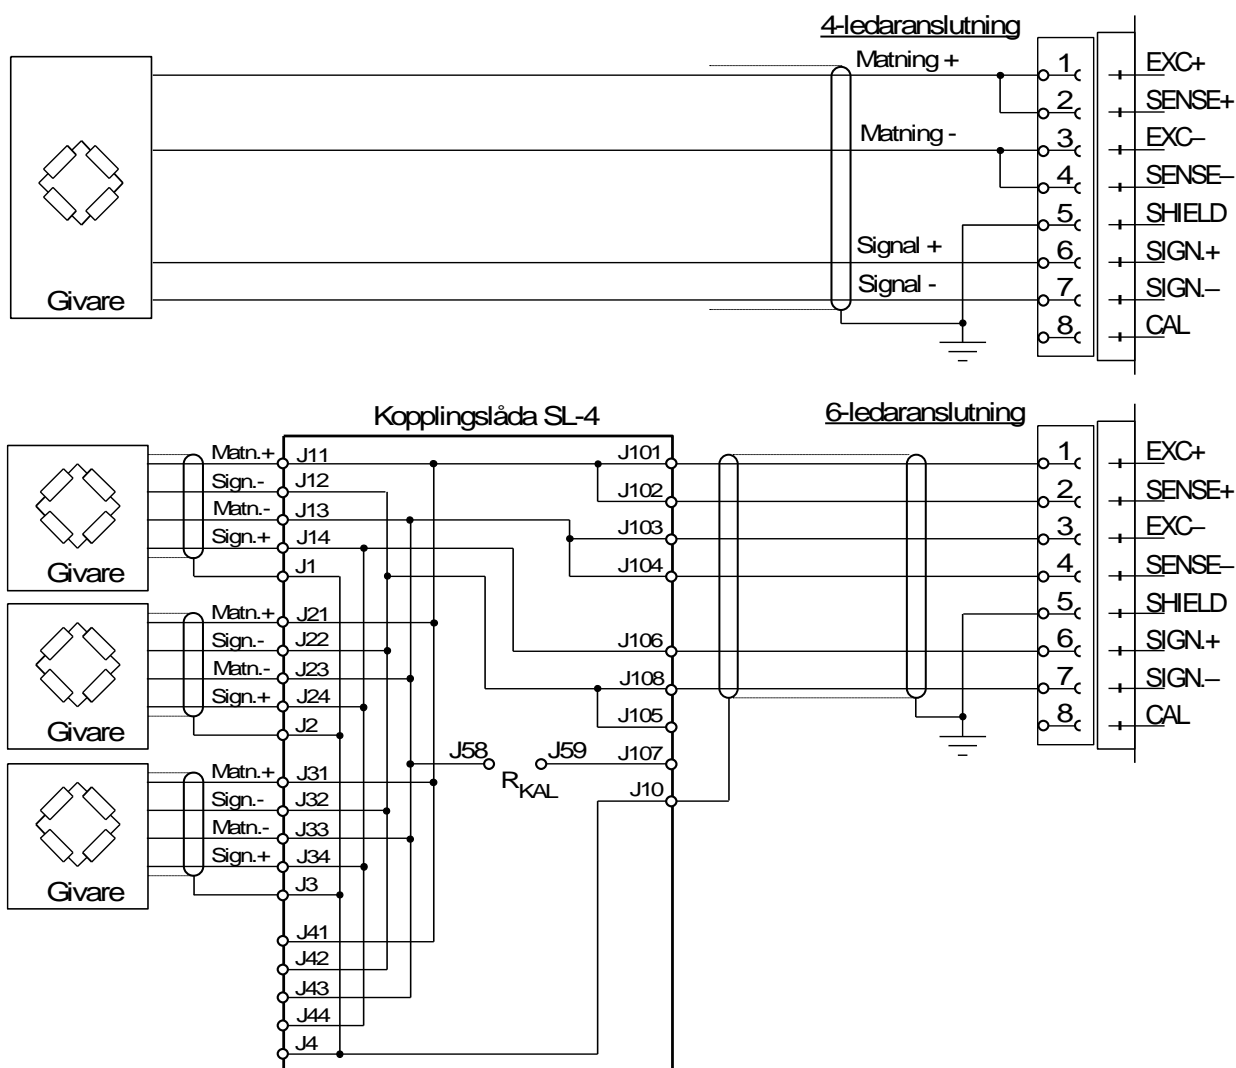 4-ledaranslutning
Matning +
1
EXC+
2
SENSE+
Matning -
3
EXC–
4
SENSE–
5
SHIELD
Signal +
6
SIGN.+
Signal -
7
SIGN.–
8
CAL
Givare
Kopplingslåda SL-4
6-ledaranslutning
Matn.+
J11
J101
1
EXC+
Sign.-
J12
J102
2
SENSE+
Matn.-
J13
J103
3
EXC–
Sign.+
J14
J104
4
SENSE–
Givare
J1
5
SHIELD
Matn.+
J21
Sign.-
J22
J106
6
SIGN.+
Matn.-
J23
J108
7
SIGN.–
Sign.+
J24
J105
8
CAL
Givare
J2
J58
J59
J107
RKAL
Matn.+
J31
J10
Sign.-
J32
Matn.-
J33
Sign.+
J34
Givare
J3
J41
J42
J43
J44
J4